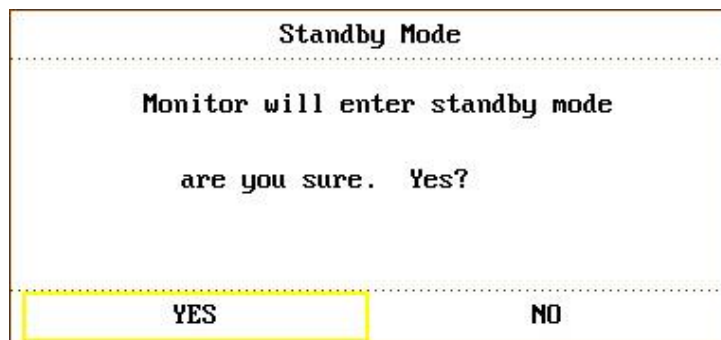 Standby Mode
Monitor will enter standby mode
are you sure. Yes?
YES NO